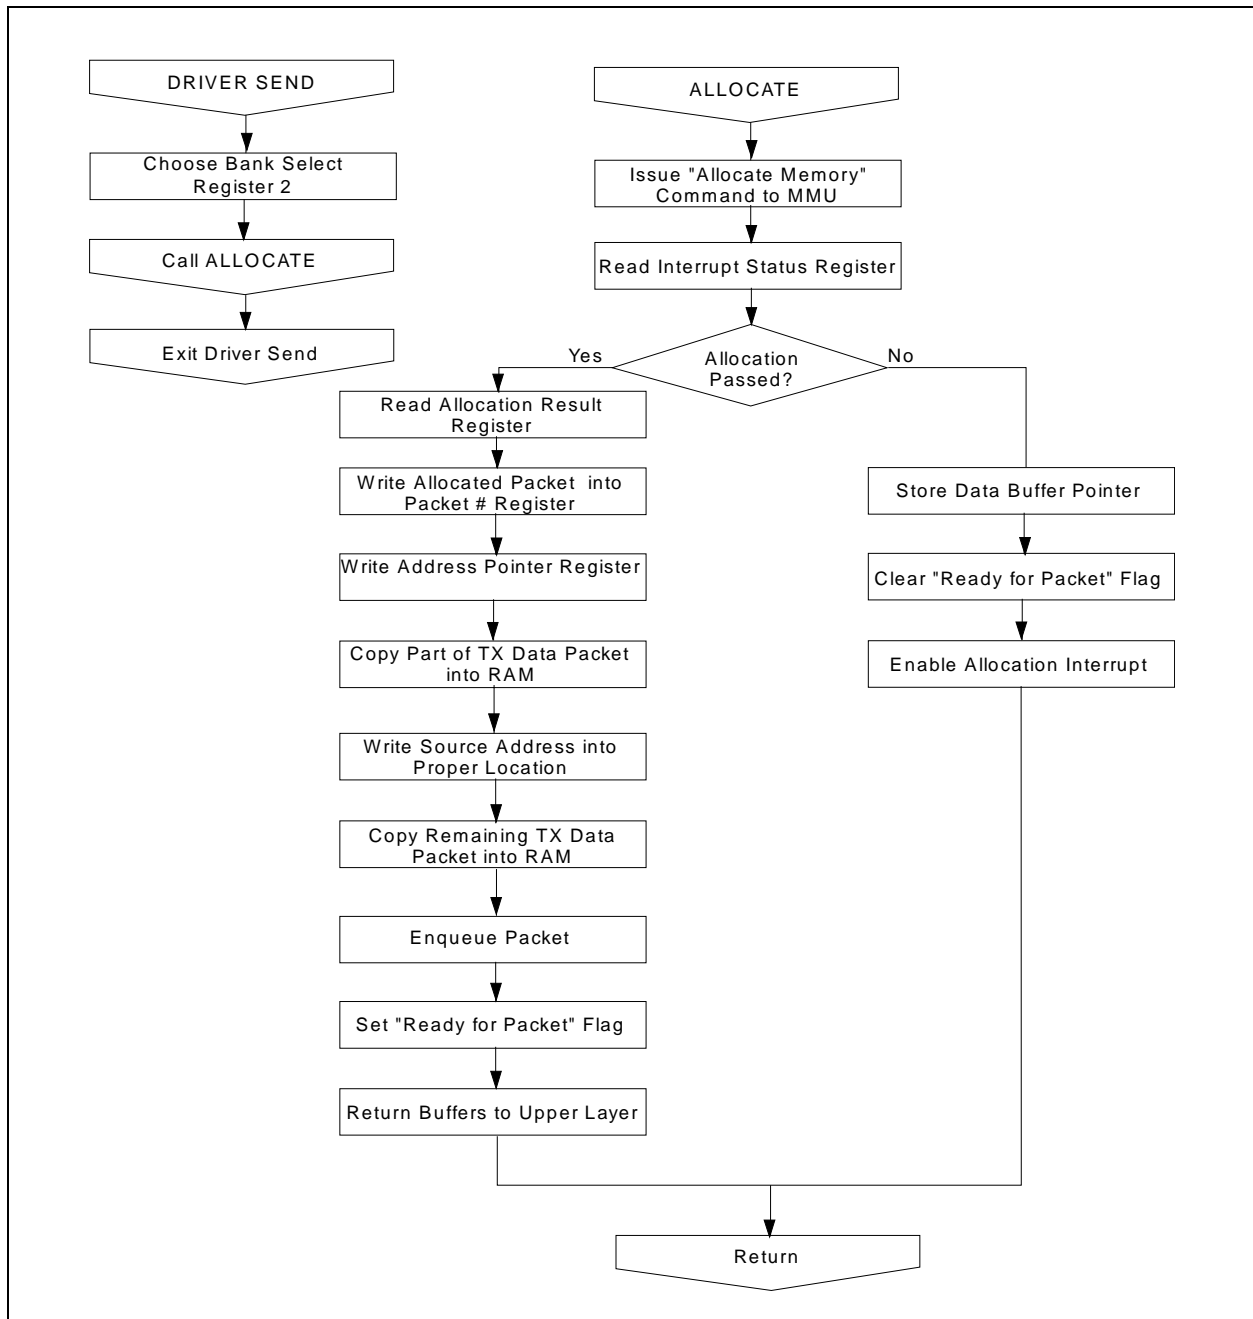 DRIVER SEND
Choose Bank Select
Register 2
Call ALLOCATE
Exit Driver Send
ALLOCATE
Issue "Allocate Memory"
Command to MMU
Read Interrupt Status Register
Allocation
Passed?
Yes
No
Read Allocation Result
Register
Write Allocated Packet into
Packet # Register
Write Address Pointer Register
Copy Part of TX Data Packet
into RAM
Write Source Address into
Proper Location
Copy Remaining TX Data
Packet into RAM
Enqueue Packet
Set "Ready for Packet" Flag
Return Buffers to Upper Layer
Store Data Buffer Pointer
Clear "Ready for Packet" Flag
Enable Allocation Interrupt
Return